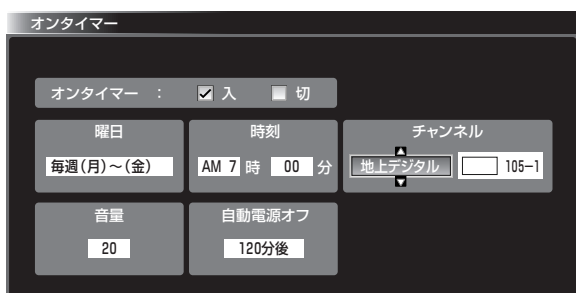 オンタイマー
オンタイマー : 入 切
曜日 時刻 チャンネル
毎週(月)~(金) AM 7 時 00 分 地上デジタル 105-1
音量 自動電源オフ
20 120分後